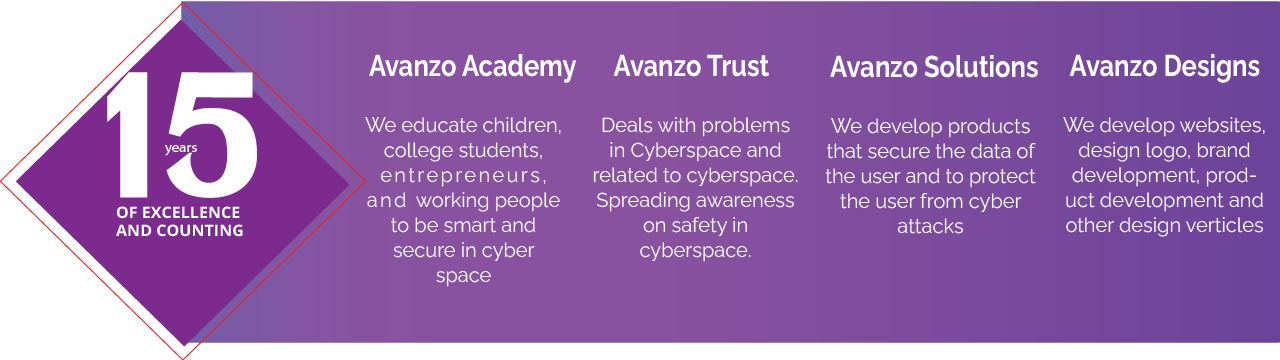 15
years
OF EXCELLENCE
AND COUNTING
Avanzo Academy
We educate children,
college students,
entrepreneurs,
and working people
to be smart and
secure in cyber
space
Avanzo Trust
Deals with problems
in Cyberspace and
related to cyberspace.
Spreading awareness
on safety in
cyberspace.
Avanzo Solutions
We develop products
that secure the data of
the user and to protect
the user from cyber
attacks
Avanzo Designs
We develop websites,
design logo, brand
development, prod-
uct development and
other design verticles